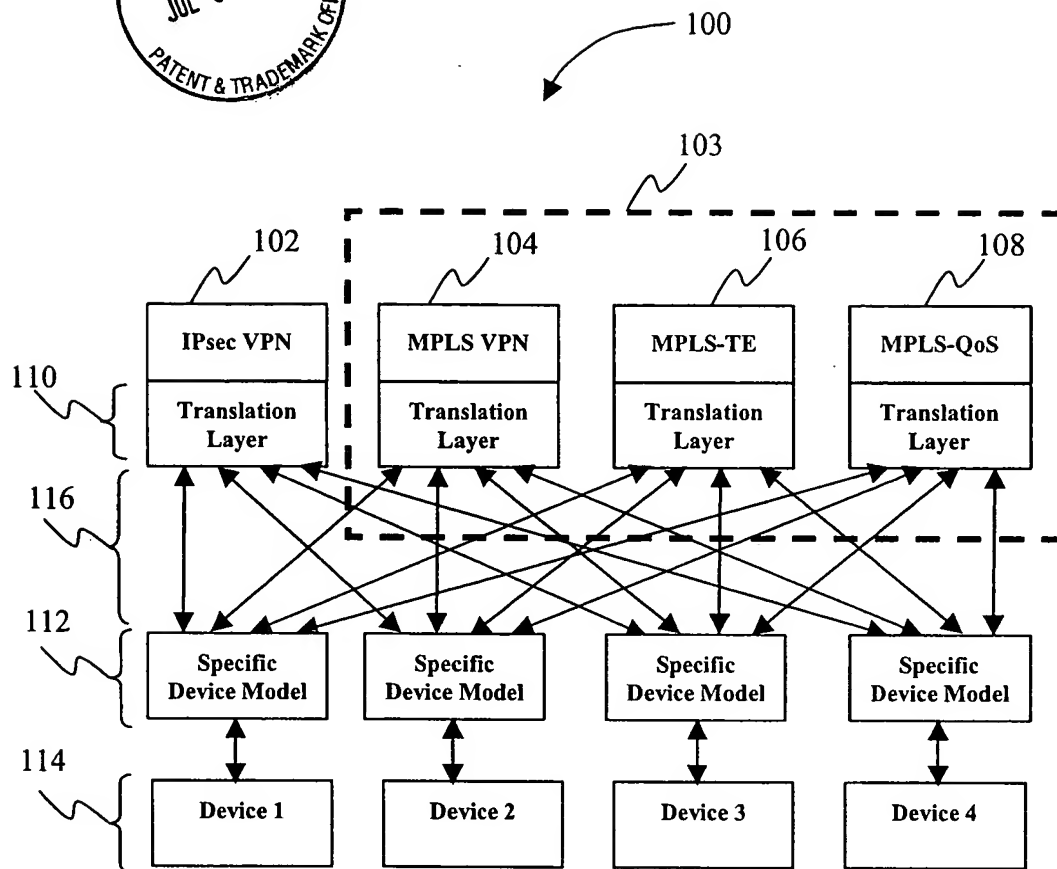 JUL
PATENT & TRADEMARK
100
103
102
104
106
108
IPsec VPN
MPLS VPN
MPLS-TE
MPLS-QoS
110
Translation
Layer
Translation
Layer
Translation
Layer
Translation
Layer
116
112
Specific
Device Model
Specific
Device Model
Specific
Device Model
Specific
Device Model
114
Device 1
Device 2
Device 3
Device 4